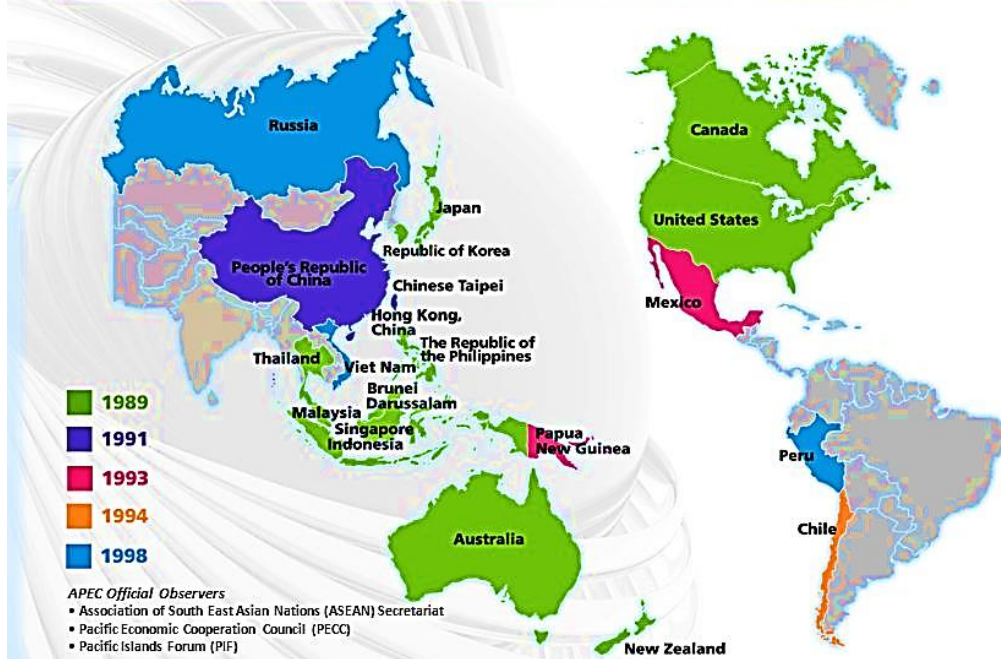 Russia
Canada
Japan
United States
Republic of Korea
People's Republic
of China
Chinese Taipei
Mexico
Hong Kong,
China
The Republic of
the Philippines
Thailand
Viet Nam
Brunei
Darussalam
Malaysia
Singapore
Indonesia
Papua
New Guinea
Peru
Chile
Australia
New Zealand
1989
1991
1993
1994
1998
APEC Official Observers
• Association of South East Asian Nations (ASEAN) Secretariat
• Pacific Economic Cooperation Council (PECC)
• Pacific Islands Forum (PIF)